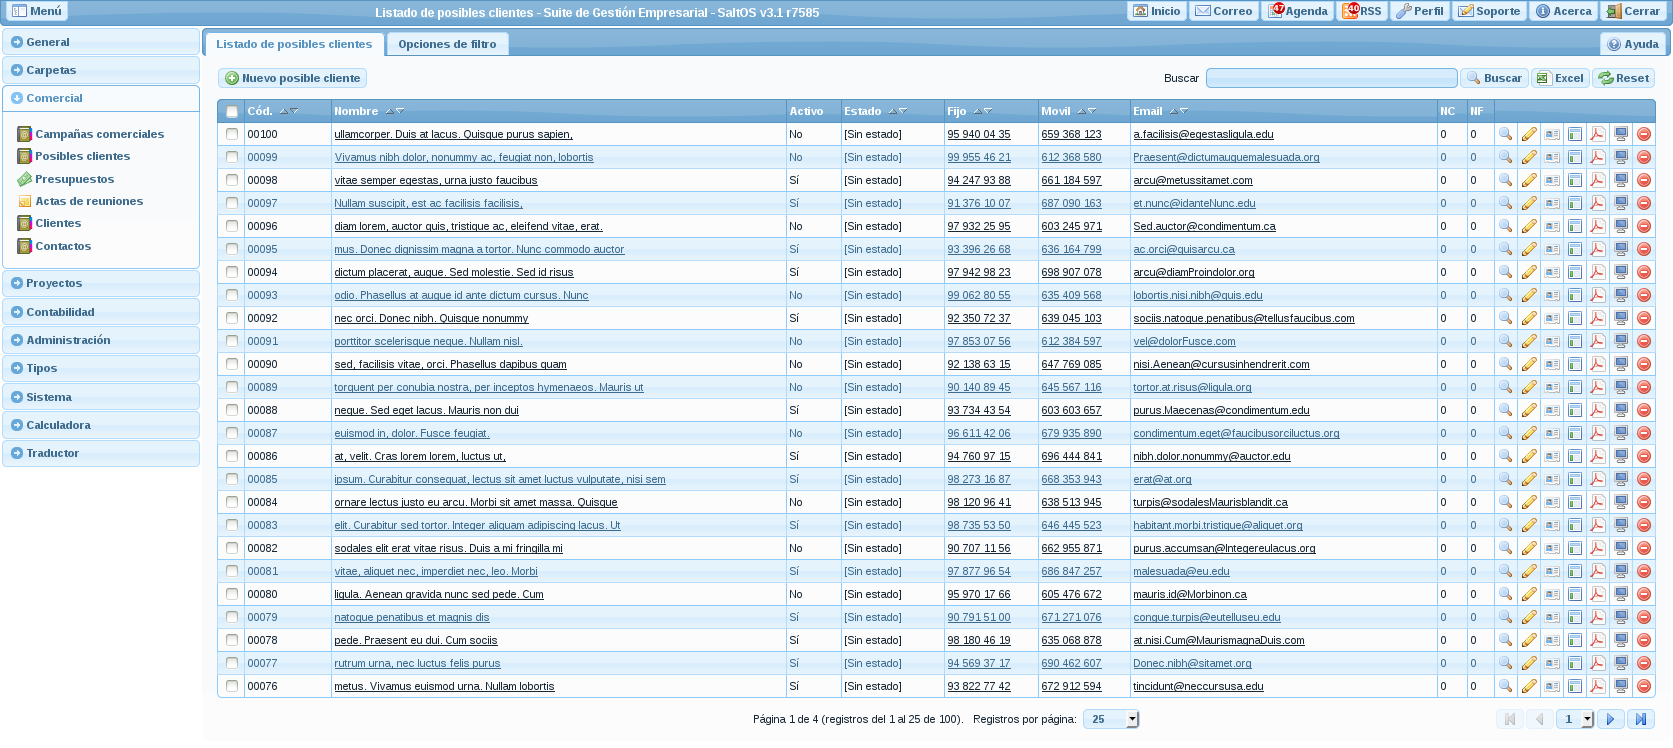 Menú
Listado de posibles clientes - Suite de Gestión Empresarial - SaltOS v3.1 r7585
Inicio Correo 47 Agenda 40 RSS Perfil Soporte Acerca Cerrar
General
Carpetas
Comercial
Campañas comerciales
Posibles clientes
Presupuestos
Actas de reuniones
Clientes
Contactos
Proyectos
Contabilidad
Administración
Tipos
Sistema
Calculadora
Traductor
Listado de posibles clientes Opciones de filtro Ayuda
Nuevo posible cliente Buscar Buscar Excel Reset
Cód. Nombre Activo Estado Fijo Movil Email NC NF
00100 ullamcorper. Duis at lacus. Quisque purus sapien, No [Sin estado] 95 940 04 35 659 368 123 a.facilisis@egestasligula.edu 0 0
00099 Vivamus nibh dolor, nonummy ac, feugiat non, lobortis No [Sin estado] 99 955 46 21 612 368 580 Praesent@dictumauguemalesuada.org 0 0
00098 vitae semper egestas, urna justo faucibus Sí [Sin estado] 94 247 93 88 661 184 597 arcu@metussitamet.com 0 0
00097 Nullam suscipit, est ac facilisis facilisis, Sí [Sin estado] 91 376 10 07 687 090 163 et.nunc@idanteNunc.edu 0 0
00096 diam lorem, auctor quis, tristique ac, eleifend vitae, erat. No [Sin estado] 97 932 25 95 603 245 971 Sed.auctor@condimentum.ca 0 0
00095 mus. Donec dignissim magna a tortor. Nunc commodo auctor Sí [Sin estado] 93 396 26 68 636 164 799 ac.orci@quisarcu.ca 0 0
00094 dictum placerat, augue. Sed molestie. Sed id risus Sí [Sin estado] 97 942 98 23 698 907 078 arcu@diamProindolor.org 0 0
00093 odio. Phasellus at augue id ante dictum cursus. Nunc No [Sin estado] 99 062 80 55 635 409 568 lobortis.nisi.nibh@quis.edu 0 0
00092 nec orci. Donec nibh. Quisque nonummy Sí [Sin estado] 92 350 72 37 639 045 103 sociis.natoque.penatibus@tellusfaucibus.com 0 0
00091 porttitor scelerisque neque. Nullam nisl. No [Sin estado] 97 853 07 56 612 384 597 vel@dolorFusce.com 0 0
00090 sed, facilisis vitae, orci. Phasellus dapibus quam No [Sin estado] 92 138 63 15 647 769 085 nisi.Aenean@cursusinhendrerit.com 0 0
00089 torquent per conubia nostra, per inceptos hymenaeos. Mauris ut No [Sin estado] 90 140 89 45 645 567 116 tortor.at.risus@ligula.org 0 0
00088 neque. Sed eget lacus. Mauris non dui Sí [Sin estado] 93 734 43 54 603 603 657 purus.Maecenas@condimentum.edu 0 0
00087 euismod in, dolor. Fusce feugiat. No [Sin estado] 96 611 42 06 679 935 890 condimentum.eget@faucibusorciluctus.org 0 0
00086 at, velit. Cras lorem lorem, luctus ut, No [Sin estado] 94 760 97 15 696 444 841 nibh.dolor.nonummy@auctor.edu 0 0
00085 ipsum. Curabitur consequat, lectus sit amet luctus vulputate, nisi sem Sí [Sin estado] 98 273 16 87 668 353 943 erat@at.org 0 0
00084 ornare lectus justo eu arcu. Morbi sit amet massa. Quisque No [Sin estado] 98 120 96 41 638 513 945 turpis@sodalesMaurisblandit.ca 0 0
00083 elit. Curabitur sed tortor. Integer aliquam adipiscing lacus. Ut Sí [Sin estado] 98 735 53 50 646 445 523 habitant.morbi.tristique@aliquet.org 0 0
00082 sodales elit erat vitae risus. Duis a mi fringilla mi No [Sin estado] 90 707 11 56 662 955 871 purus.accumsan@Integereulacus.org 0 0
00081 vitae, aliquet nec, imperdiet nec, leo. Morbi Sí [Sin estado] 97 877 96 54 686 847 257 malesuada@eu.edu 0 0
00080 ligula. Aenean gravida nunc sed pede. Cum No [Sin estado] 95 970 17 66 605 476 672 mauris.id@Morbinon.ca 0 0
00079 natoque penatibus et magnis dis Sí [Sin estado] 90 791 51 00 671 271 076 congue.turpis@eutelluseu.edu 0 0
00078 pede. Praesent eu dui. Cum sociis Sí [Sin estado] 98 180 46 19 635 068 878 at.nisi.Cum@MaurismagnaDuis.com 0 0
00077 rutrum urna, nec luctus felis purus Sí [Sin estado] 94 569 37 17 690 462 607 Donec.nibh@sitamet.org 0 0
00076 metus. Vivamus euismod urna. Nullam lobortis Sí [Sin estado] 93 822 77 42 672 912 594 tincidunt@neccursusa.edu 0 0
Página 1 de 4 (registros del 1 al 25 de 100). Registros por página: 25 1